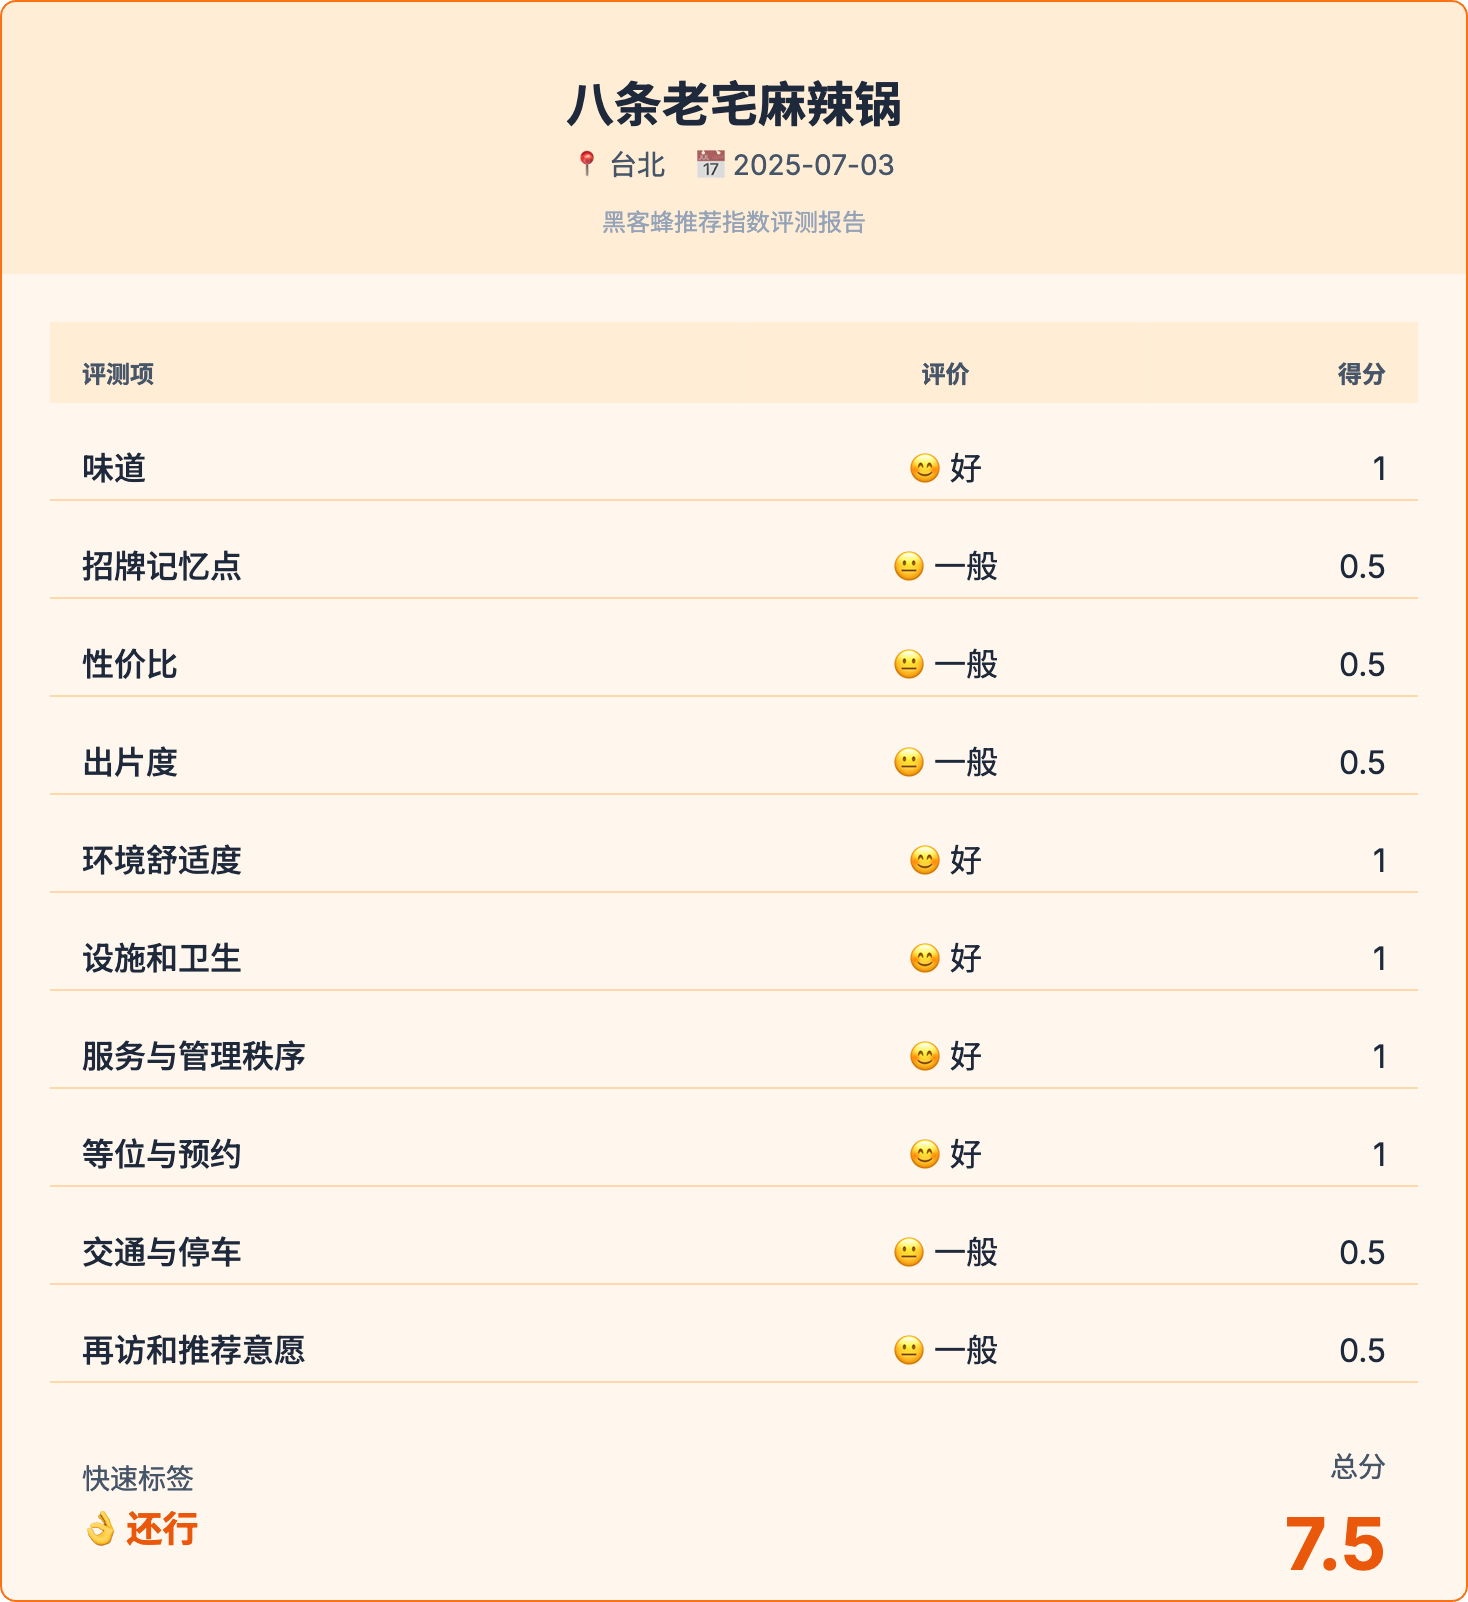 八条老宅麻辣锅
📍 台北 📅 2025-07-03
黑客蜂推荐指数评测报告
评测项 评价 得分
味道 😊 好 1
招牌记忆点 😐 一般 0.5
性价比 😐 一般 0.5
出片度 😐 一般 0.5
环境舒适度 😊 好 1
设施和卫生 😊 好 1
服务与管理秩序 😊 好 1
等位与预约 😊 好 1
交通与停车 😐 一般 0.5
再访和推荐意愿 😐 一般 0.5
快速标签 总分
👌 还行 7.5